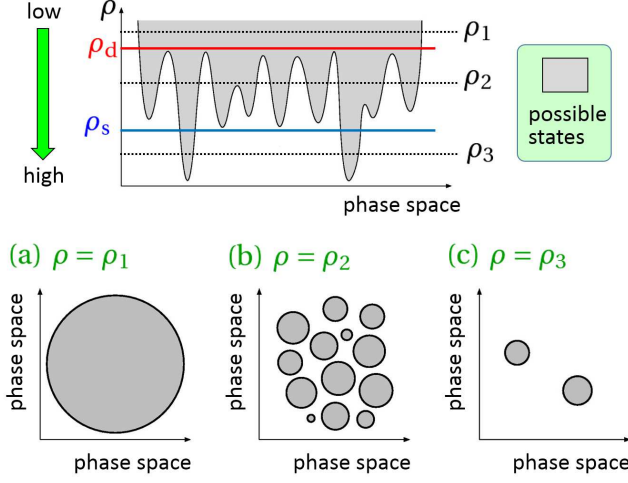 low
high
ρ
ρd
ρs
ρ1
ρ2
ρ3
phase space
possible
states
(a) ρ = ρ1
(b) ρ = ρ2
(c) ρ = ρ3
phase space
phase space
phase space
phase space
phase space
phase space